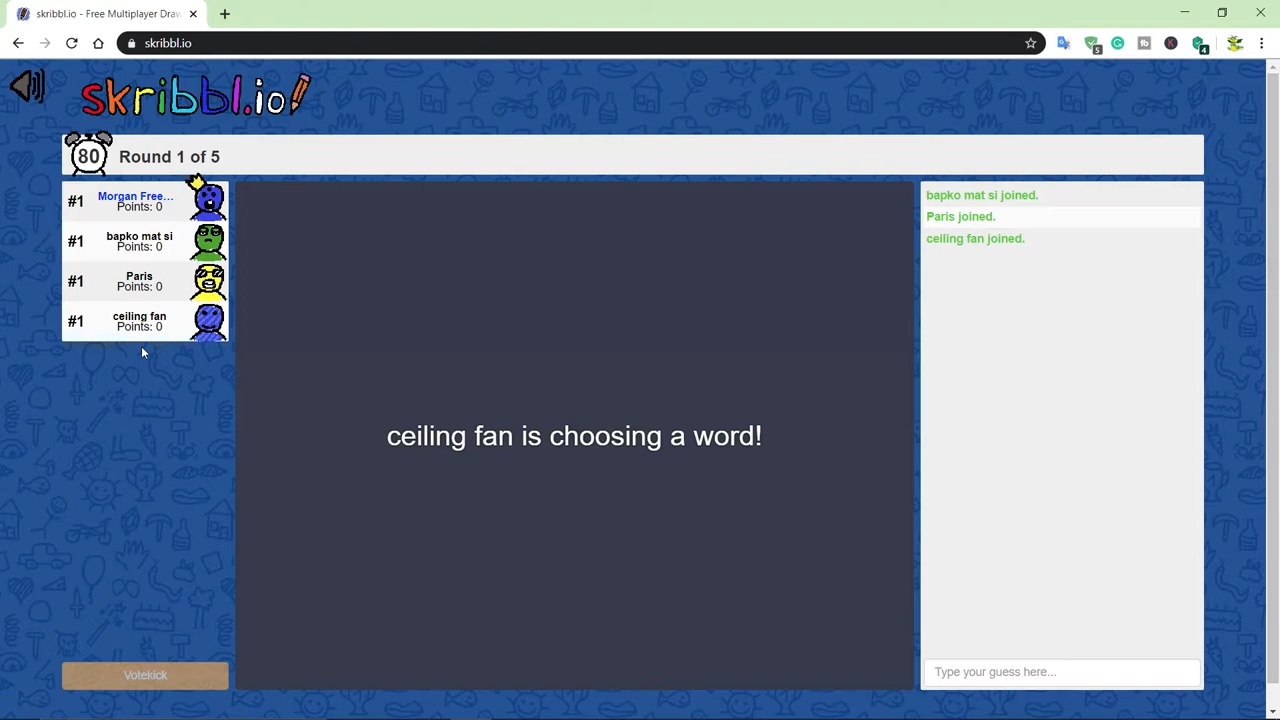 skribbl.io - Free Multiplayer Draw
skribbl.io
5
4
skribbl.io
80
Round 1 of 5
#1
Morgan Free...
Points: 0
#1
bapko mat si
Points: 0
#1
Paris
Points: 0
#1
ceiling fan
Points: 0
ceiling fan is choosing a word!
bapko mat si joined.
Paris joined.
ceiling fan joined.
Votekick
Type your guess here...